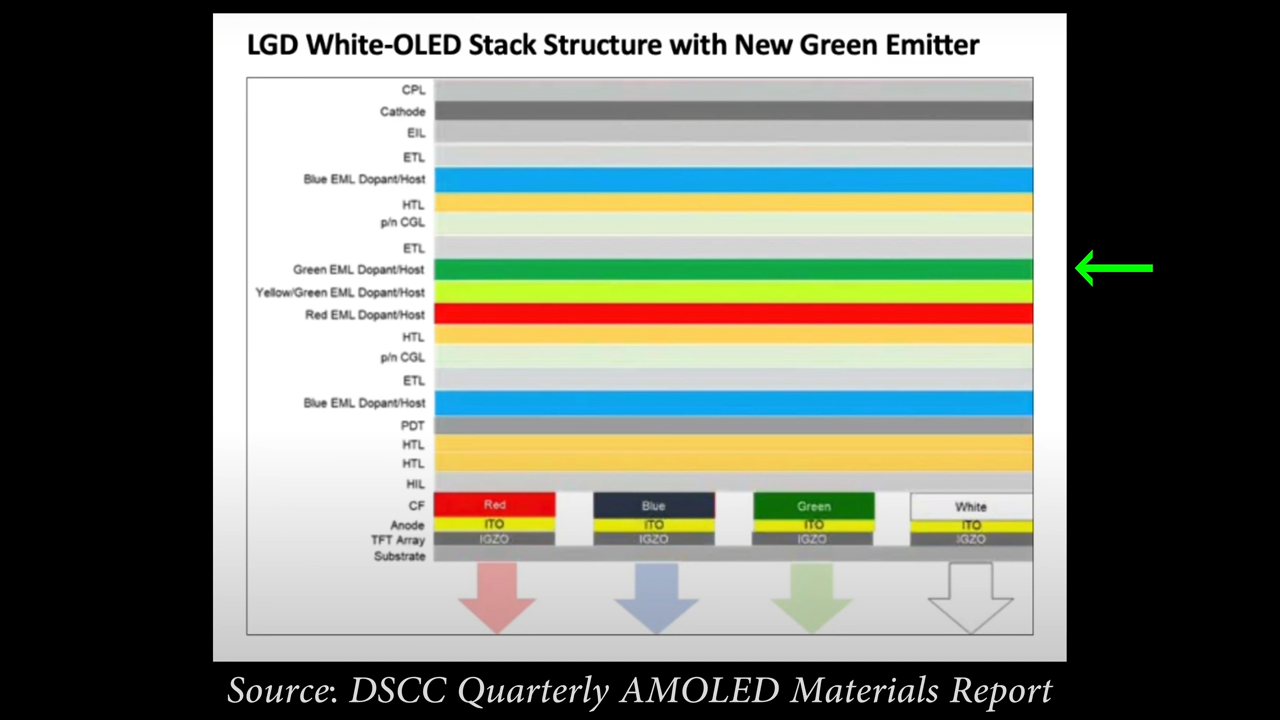 LGD White-OLED Stack Structure with New Green Emitter
CPL
Cathode
EIL
ETL
Blue EML Dopant/Host
HTL
p/n CGL
ETL
Green EML Dopant/Host
Yellow/Green EML Dopant/Host
Red EML Dopant/Host
HTL
p/n CGL
ETL
Blue EML Dopant/Host
PDT
HTL
HTL
HIL
CF Red Blue Green White
Anode ITO ITO ITO ITO
TFT Array IGZO IGZO IGZO IGZO
Substrate
Source: DSCC Quarterly AMOLED Materials Report